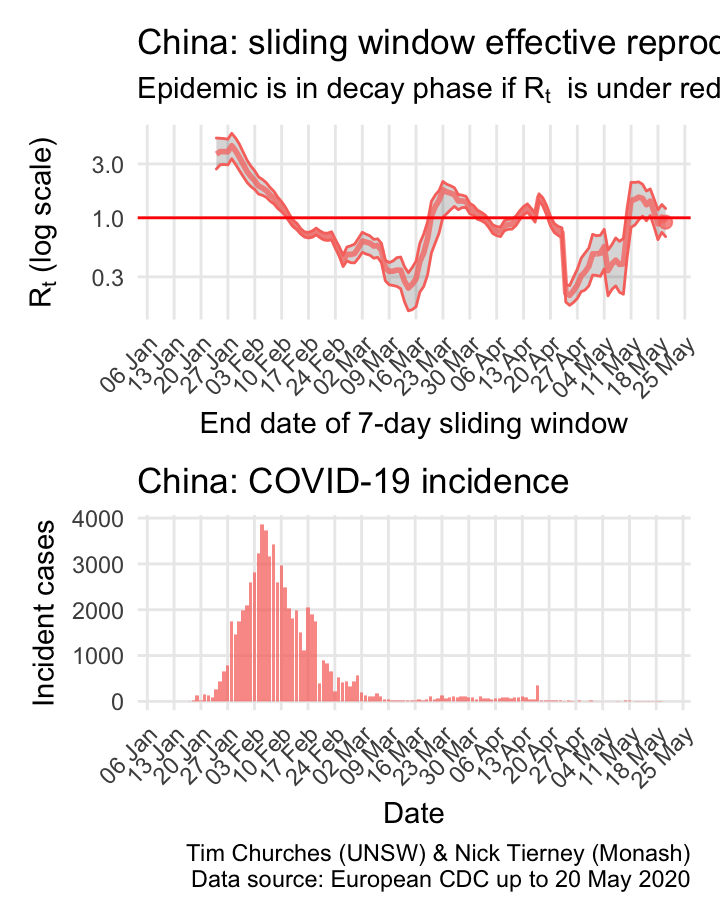 China: sliding window effective reprod
Epidemic is in decay phase if Rt is under red
Rt (log scale)
3.0
1.0
0.3
06 Jan
13 Jan
20 Jan
27 Jan
03 Feb
10 Feb
17 Feb
24 Feb
02 Mar
09 Mar
16 Mar
23 Mar
30 Mar
06 Apr
13 Apr
20 Apr
27 Apr
04 May
11 May
18 May
25 May
End date of 7-day sliding window
China: COVID-19 incidence
Incident cases
4000
3000
2000
1000
0
06 Jan
13 Jan
20 Jan
27 Jan
03 Feb
10 Feb
17 Feb
24 Feb
02 Mar
09 Mar
16 Mar
23 Mar
30 Mar
06 Apr
13 Apr
20 Apr
27 Apr
04 May
11 May
18 May
25 May
Date
Tim Churches (UNSW) & Nick Tierney (Monash)
Data source: European CDC up to 20 May 2020